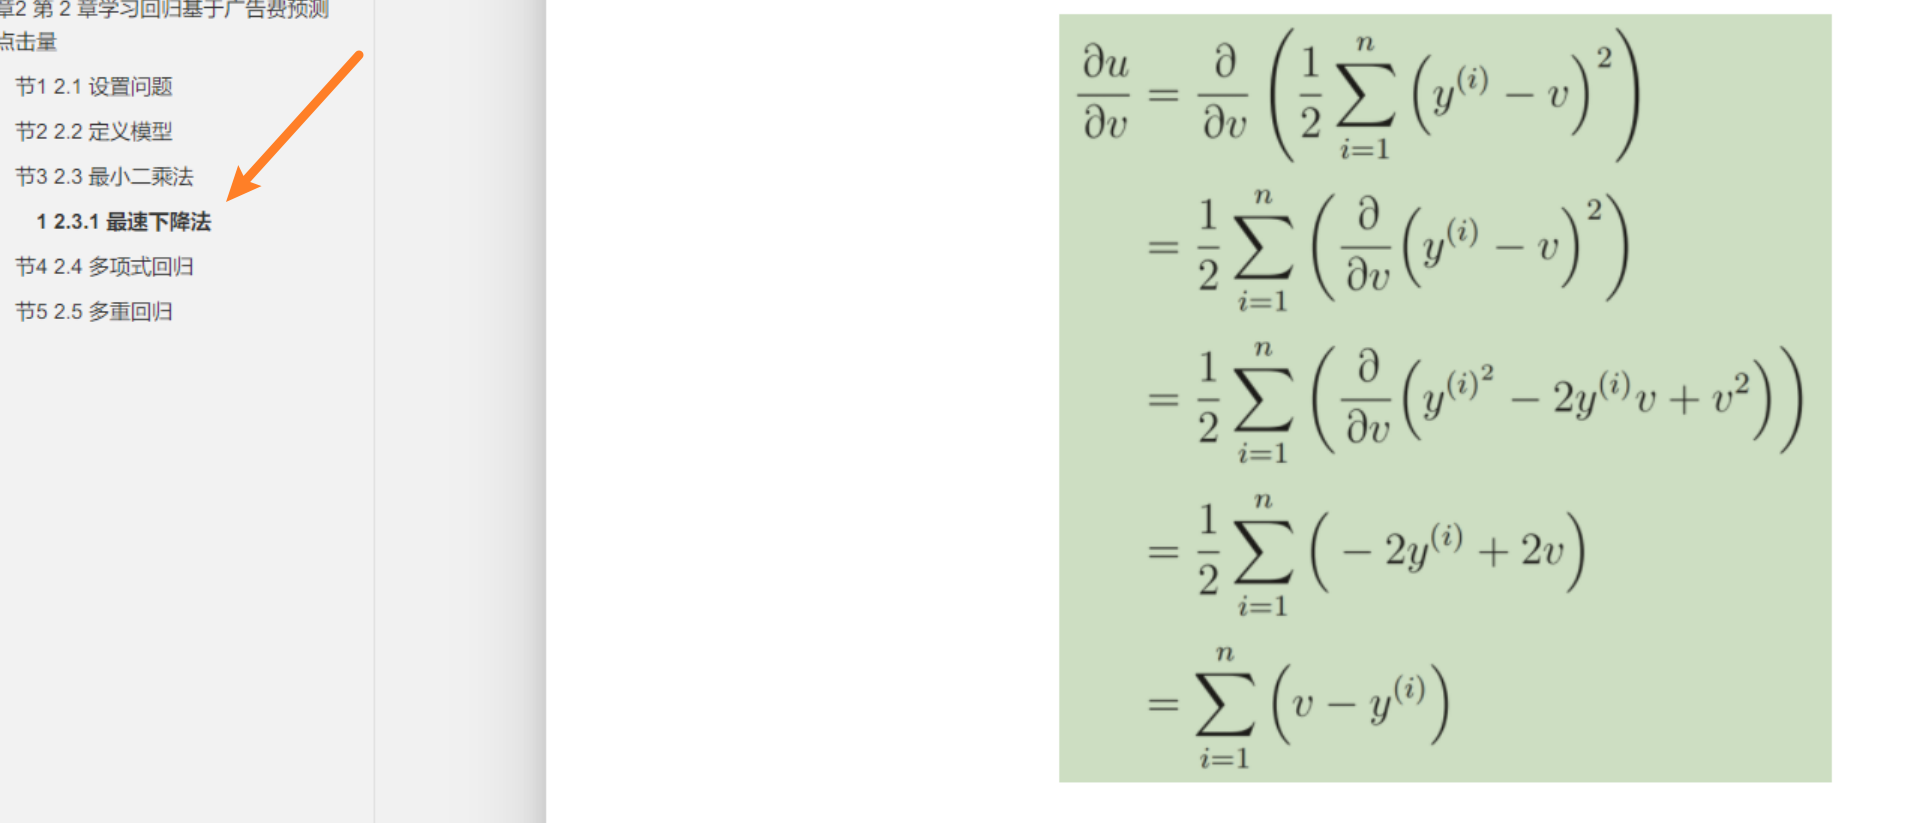 章2 第 2 章学习回归基于广告费预测
点击量
节1 2.1 设置问题
节2 2.2 定义模型
节3 2.3 最小二乘法
1 2.3.1 最速下降法
节4 2.4 多项式回归
节5 2.5 多重回归
\frac{\partial u}{\partial v} = \frac{\partial}{\partial v} \left( \frac{1}{2} \sum_{i=1}^{n} \left( y^{(i)} - v \right)^2 \right)
= \frac{1}{2} \sum_{i=1}^{n} \left( \frac{\partial}{\partial v} \left( y^{(i)} - v \right)^2 \right)
= \frac{1}{2} \sum_{i=1}^{n} \left( \frac{\partial}{\partial v} \left( y^{(i)^2} - 2y^{(i)}v + v^2 \right) \right)
= \frac{1}{2} \sum_{i=1}^{n} \left( -2y^{(i)} + 2v \right)
= \sum_{i=1}^{n} \left( v - y^{(i)} \right)